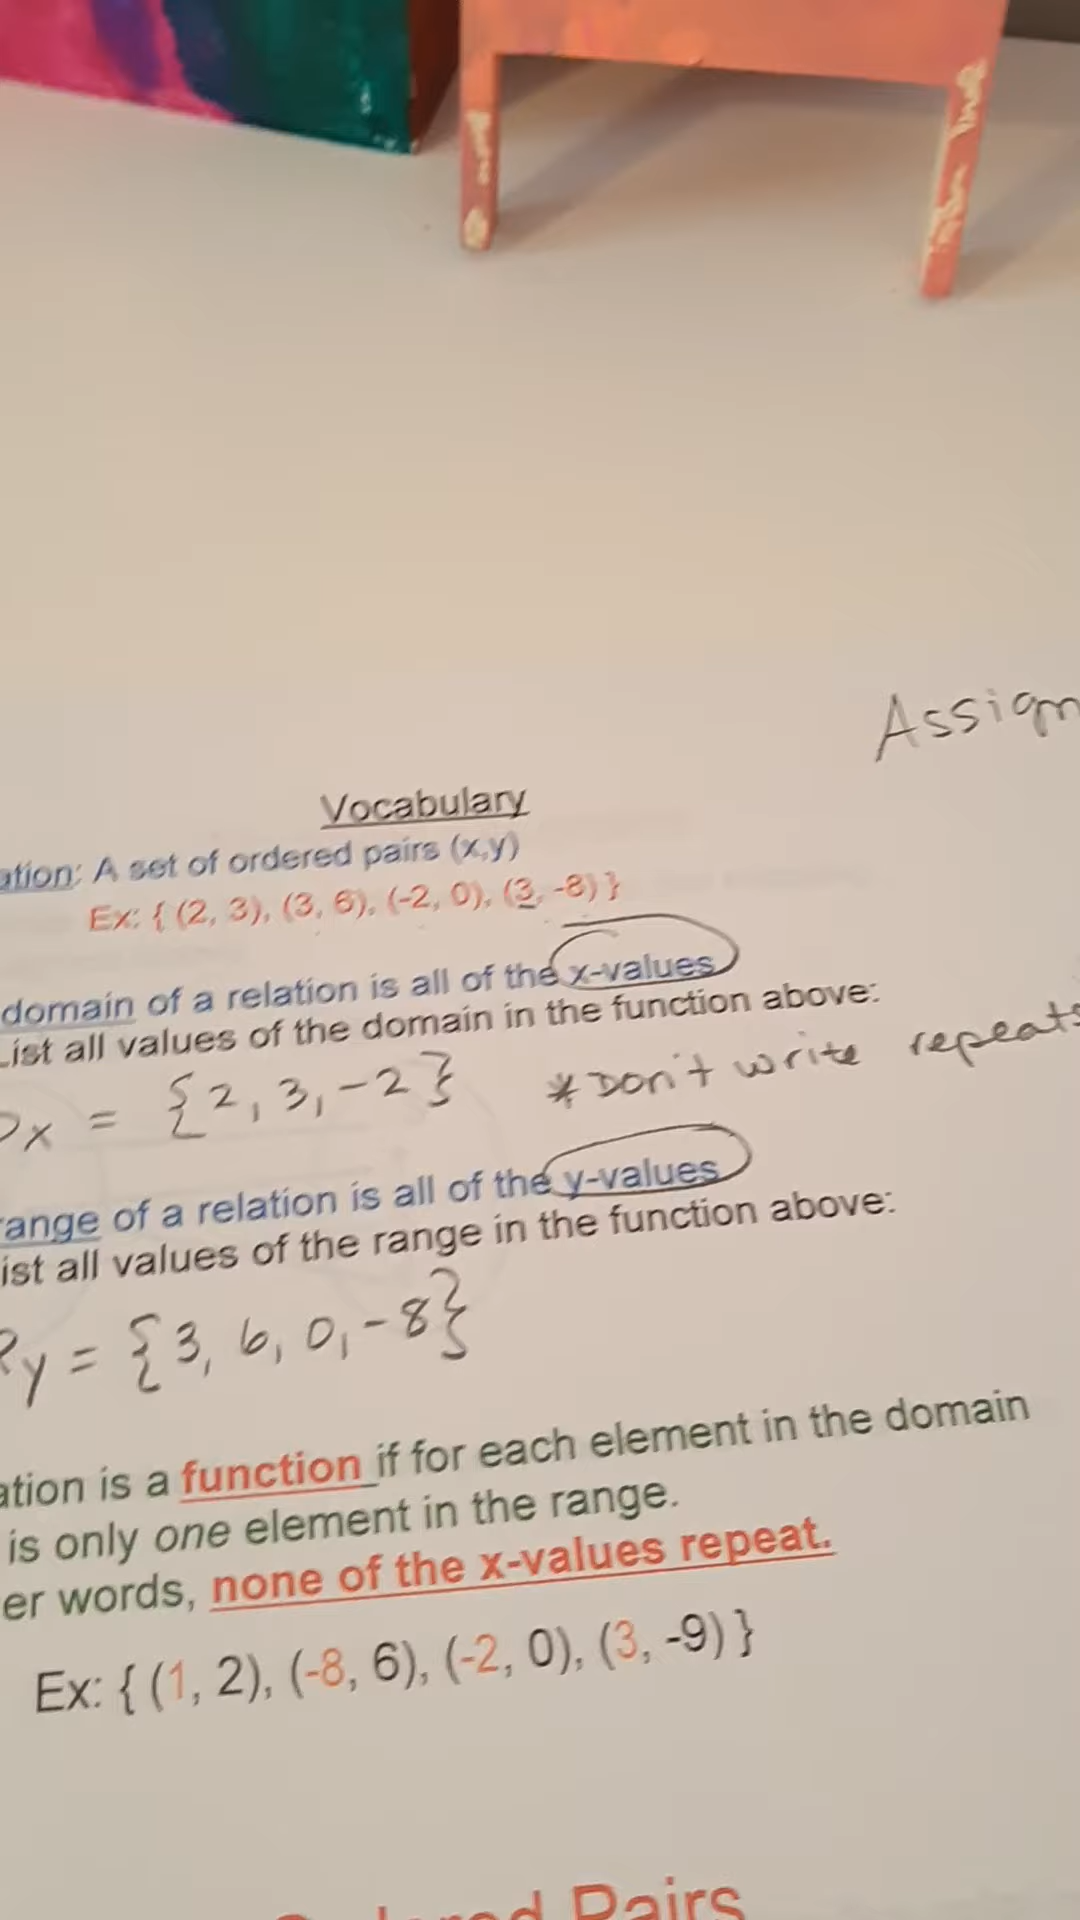 Assign
Vocabulary
ation: A set of ordered pairs (x,y)
Ex: { (2, 3), (3, 6), (-2, 0), (3, -8) }
domain of a relation is all of the x-values
List all values of the domain in the function above:
Dx = {2, 3, -2} *Don't write repeats
range of a relation is all of the y-values
ist all values of the range in the function above:
Ry = {3, 6, 0, -8}
ation is a function if for each element in the domain
is only one element in the range.
er words, none of the x-values repeat.
Ex: { (1, 2), (-8, 6), (-2, 0), (3, -9) }
Pairs